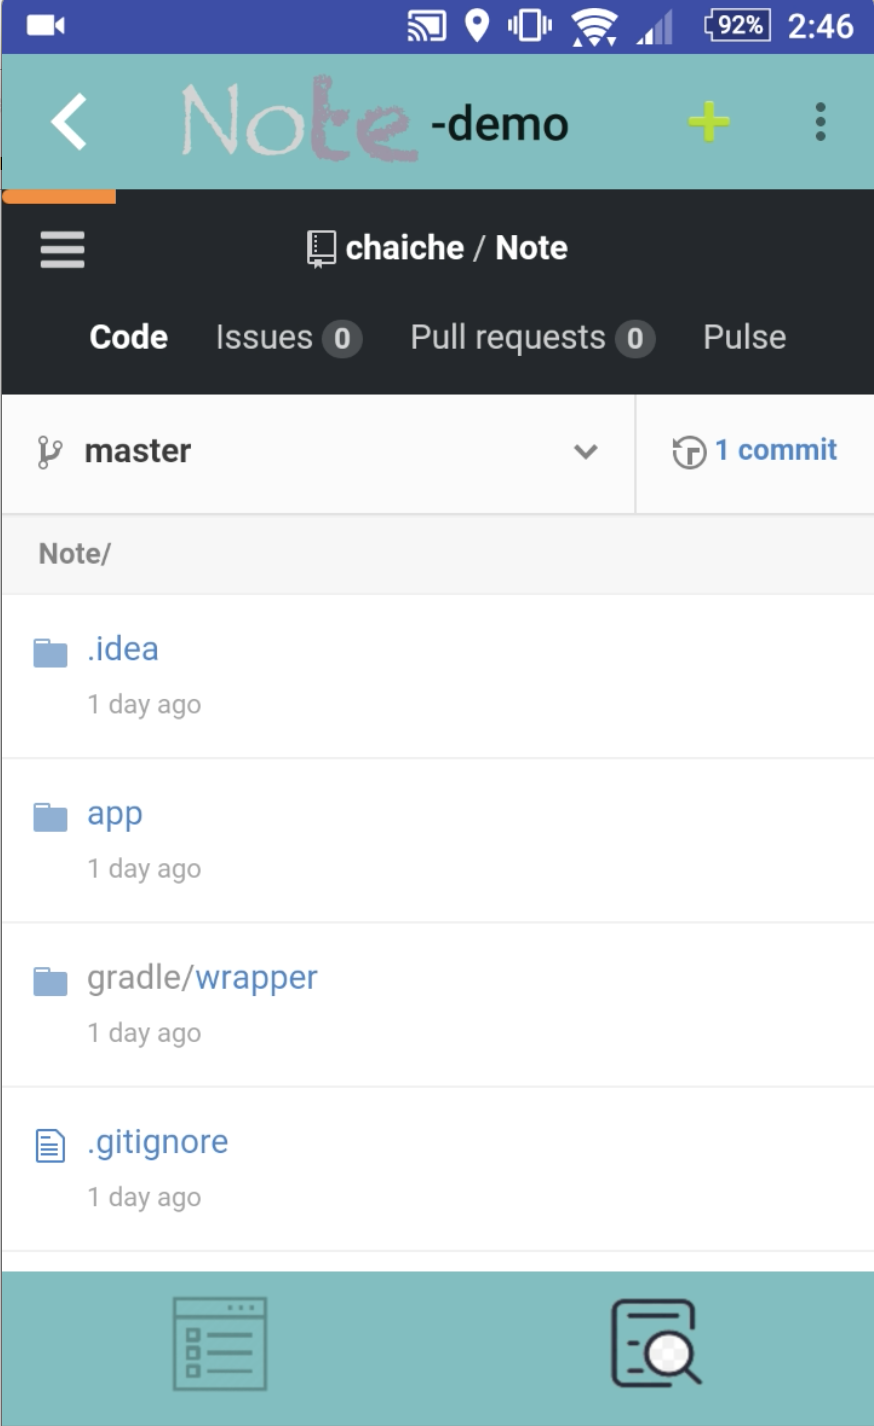 92% 2:46
Note -demo
chaiche / Note
Code Issues 0 Pull requests 0 Pulse
master 1 commit
Note/
.idea
1 day ago
app
1 day ago
gradle/wrapper
1 day ago
.gitignore
1 day ago